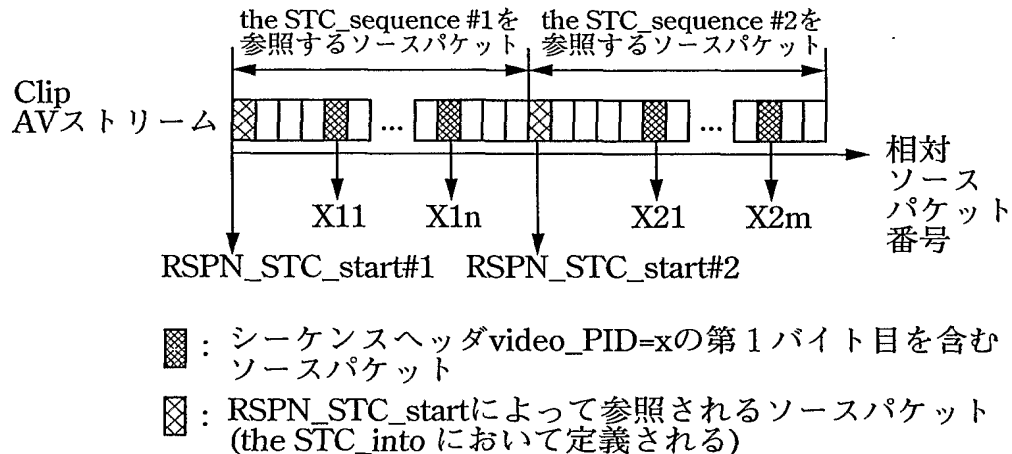 the STC_sequence #1を
参照するソースパケット
the STC_sequence #2を
参照するソースパケット
Clip
AVストリーム
...
...
相対
ソース
パケット
番号
X11
X1n
X21
X2m
RSPN_STC_start#1
RSPN_STC_start#2
: シーケンスヘッダvideo_PID=xの第1バイト目を含む
ソースパケット
: RSPN_STC_startによって参照されるソースパケット
(the STC_into において定義される)